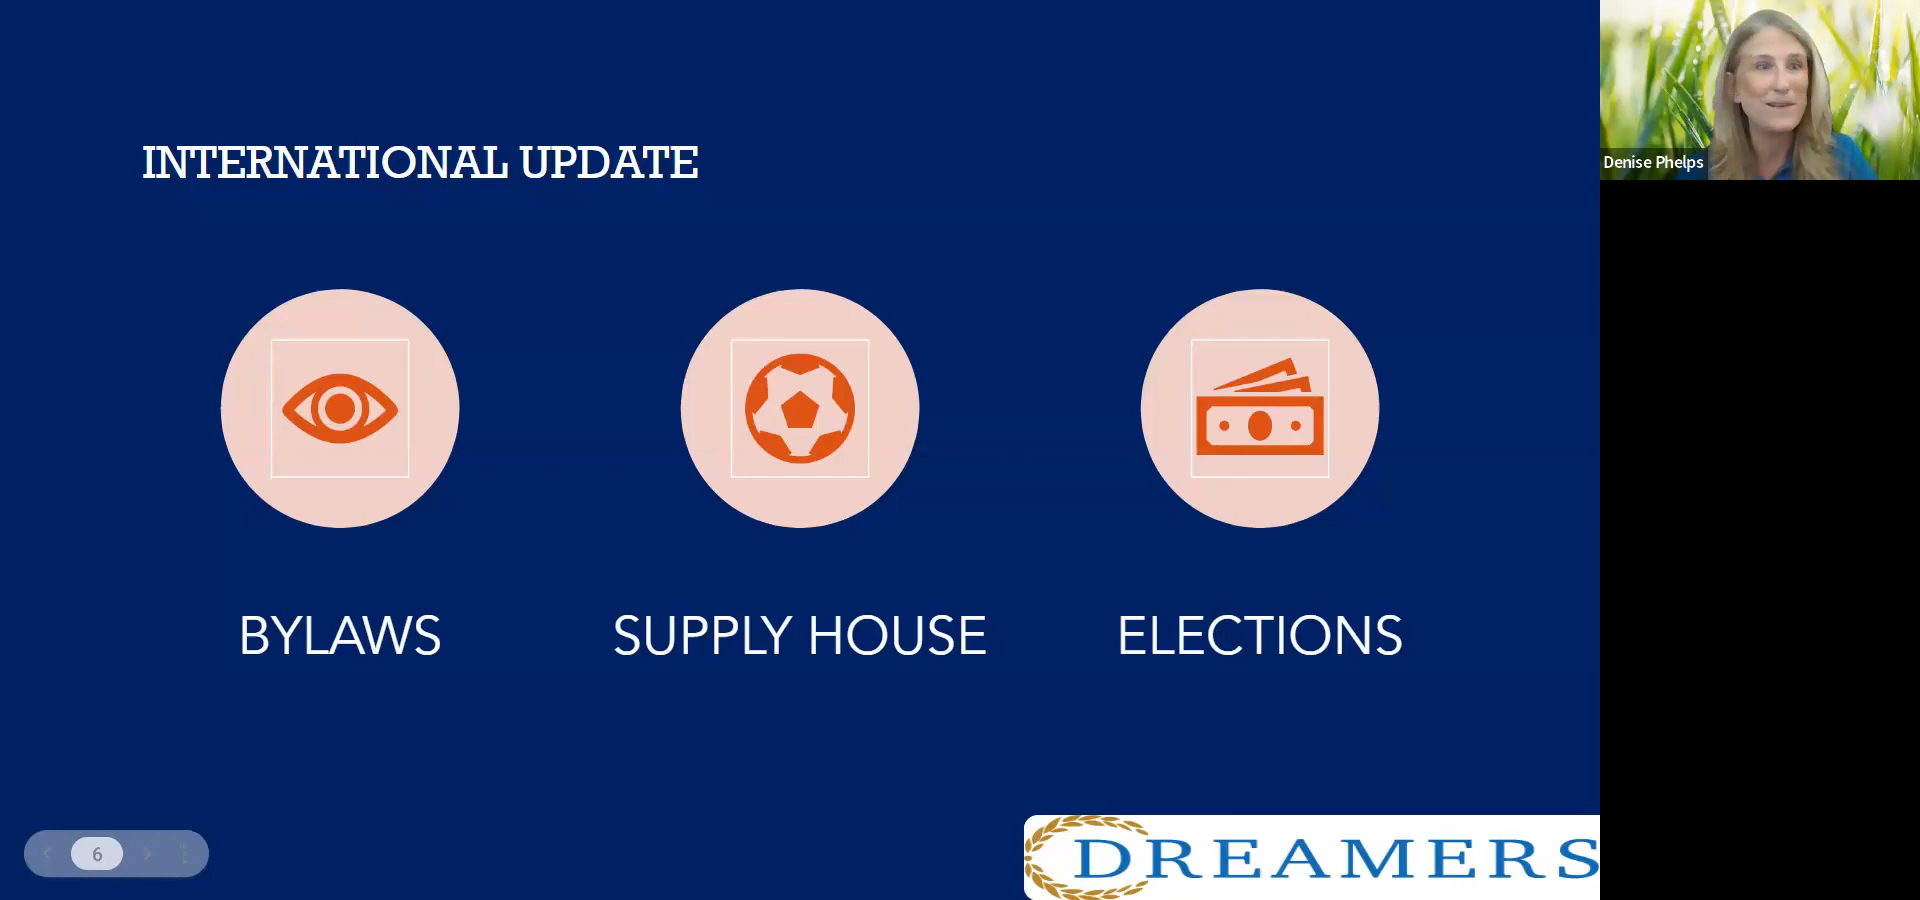 INTERNATIONAL UPDATE
Denise Phelps
BYLAWS
SUPPLY HOUSE
ELECTIONS
6
DREAMERS